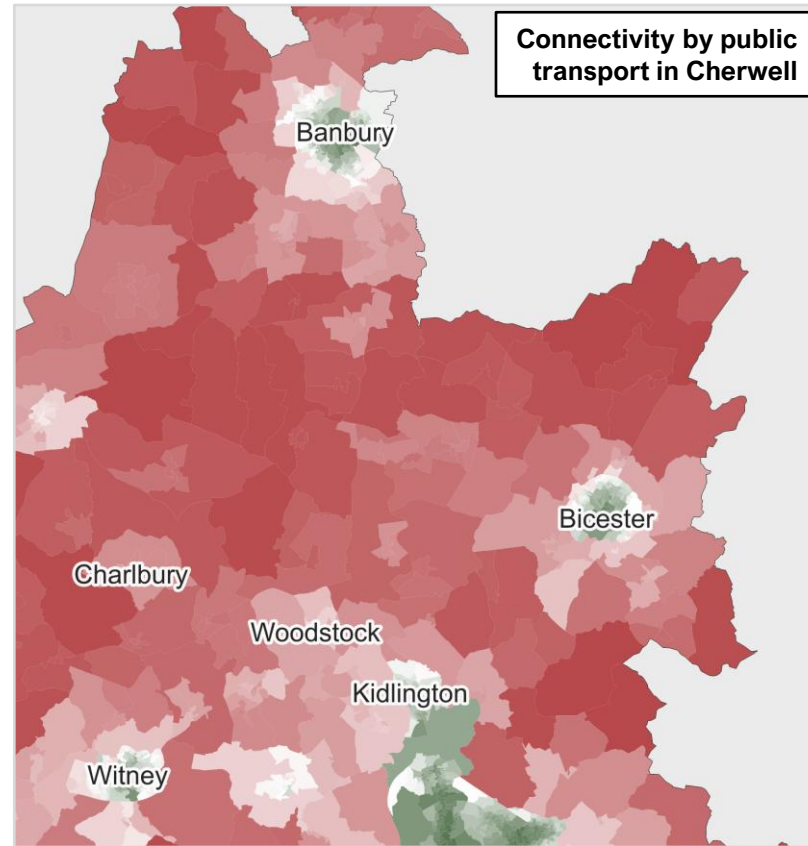 Connectivity by public
transport in Cherwell
Banbury
Bicester
Charlbury
Woodstock
Kidlington
Witney